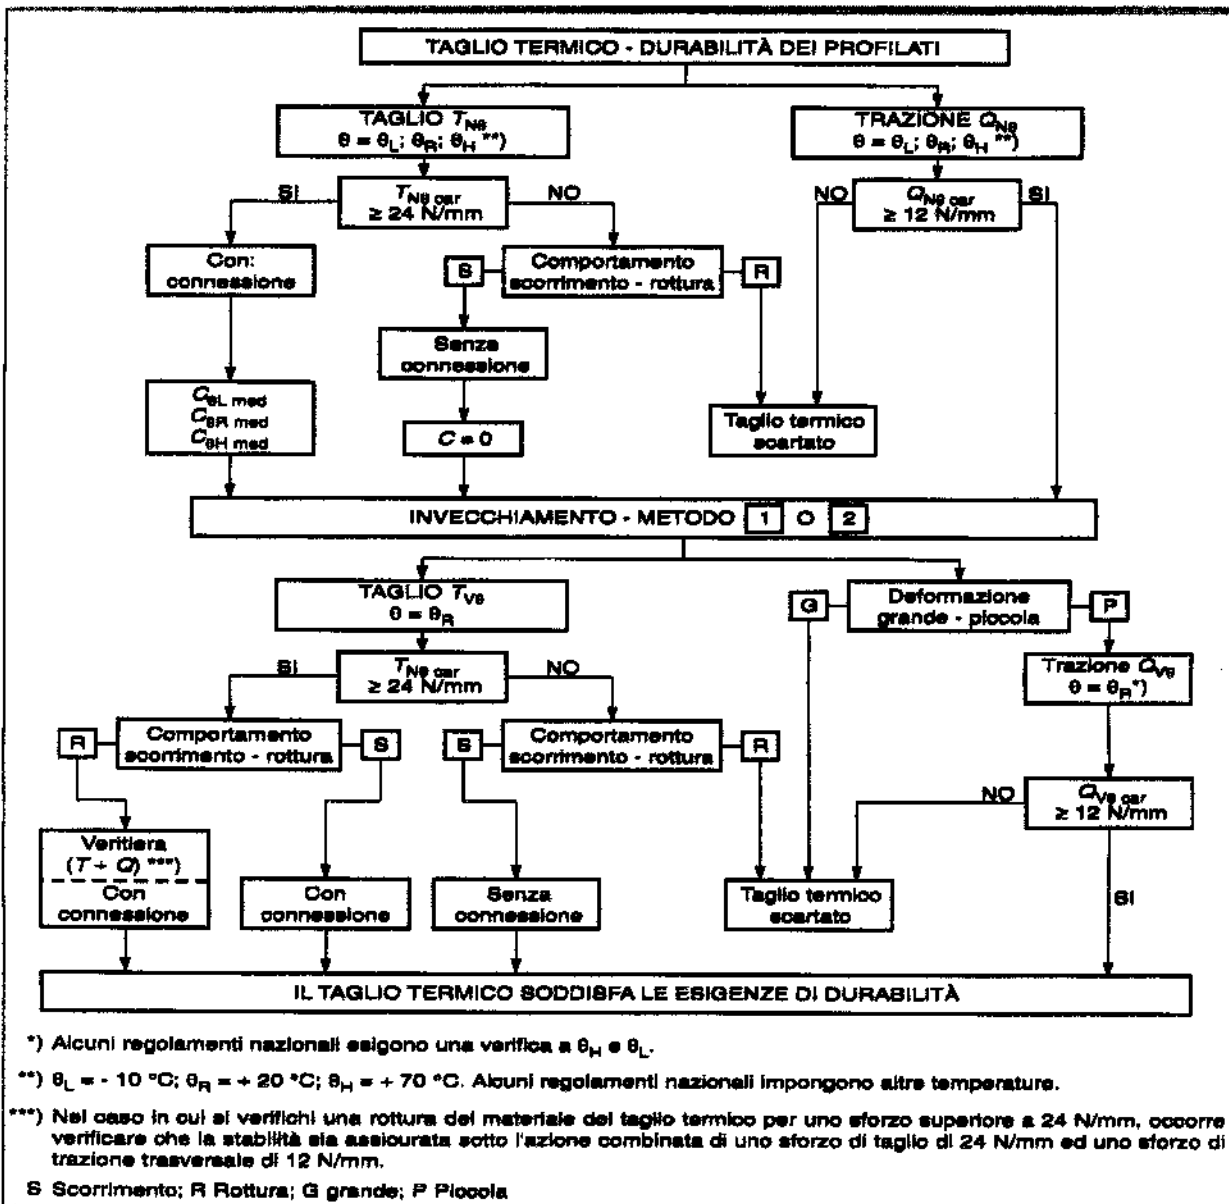 TAGLIO TERMICO - DURABILITÀ DEI PROFILATI
TAGLIO T_Nθ
θ = θ_L; θ_R; θ_H **)
TRAZIONE Q_Nθ
θ = θ_L; θ_R; θ_H **)
SI
T_Nθ car
≥ 24 N/mm
NO
NO
Q_Nθ car
≥ 12 N/mm
SI
Con:
connessione
S
Comportamento
scorrimento - rottura
R
Senza
connessione
C_θL med
C_θR med
C_θH med
C = 0
Taglio termico
scartato
INVECCHIAMENTO - METODO 1 O 2
TAGLIO T_Vθ
θ = θ_R
G
Deformazione
grande - piccola
P
SI
T_Nθ car
≥ 24 N/mm
NO
Trazione Q_Vθ
θ = θ_R*)
R
Comportamento
scorrimento - rottura
S
S
Comportamento
scorrimento - rottura
R
NO
Q_Vθ car
≥ 12 N/mm
Veritiera
(T + Q) ***)
Con
connessione
Con
connessione
Senza
connessione
Taglio termico
scartato
SI
IL TAGLIO TERMICO SODDISFA LE ESIGENZE DI DURABILITÀ
*) Alcuni regolamenti nazionali esigono una verifica a θ_H e θ_L.
**) θ_L = - 10 °C; θ_R = + 20 °C; θ_H = + 70 °C. Alcuni regolamenti nazionali impongono altre temperature.
***) Nel caso in cui si verifichi una rottura del materiale del taglio termico per uno sforzo superiore a 24 N/mm, occorre
verificare che la stabilità sia assicurata sotto l'azione combinata di uno sforzo di taglio di 24 N/mm ed uno sforzo di
trazione trasversale di 12 N/mm.
S Scorrimento; R Rottura; G grande; P Piccola